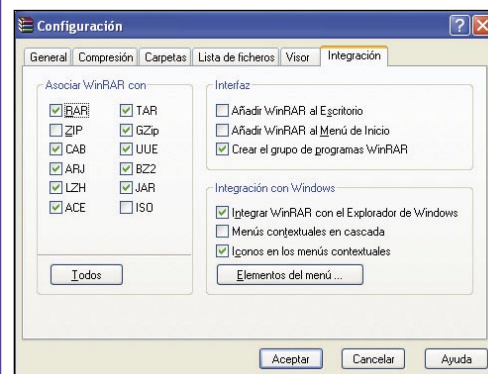 Configuración
General Compresión Carpetas Lista de ficheros Visor Integración
Asociar WinRAR con
RAR TAR
ZIP GZip
CAB UUE
ARJ BZ2
LZH JAR
ACE ISO
Todos
Interfaz
Añadir WinRAR al Escritorio
Añadir WinRAR al Menú de Inicio
Crear el grupo de programas WinRAR
Integración con Windows
Integrar WinRAR con el Explorador de Windows
Menús contextuales en cascada
Iconos en los menús contextuales
Elementos del menú ...
Aceptar Cancelar Ayuda